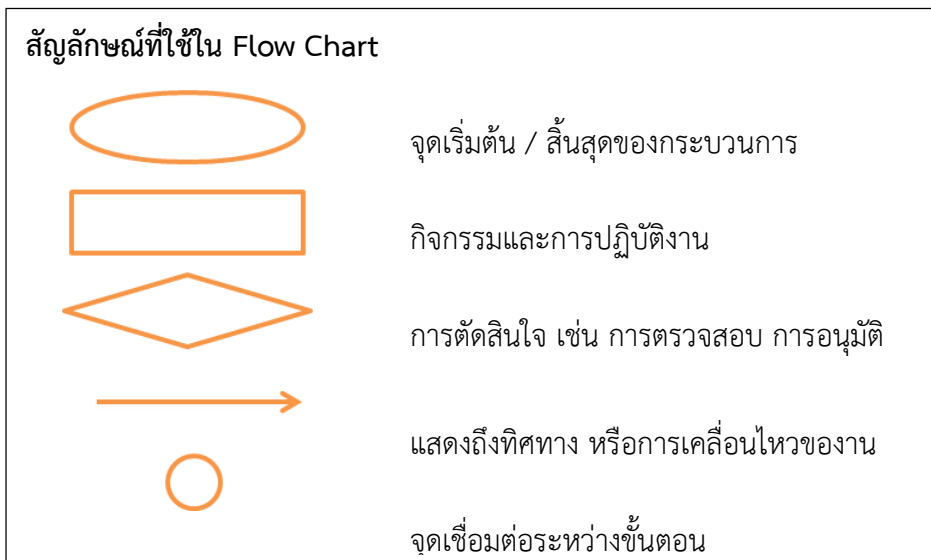 สัญลักษณ์ที่ใช้ใน Flow Chart
จุดเริ่มต้น / สิ้นสุดของกระบวนการ
กิจกรรมและการปฏิบัติงาน
การตัดสินใจ เช่น การตรวจสอบ การอนุมัติ
แสดงถึงทิศทาง หรือการเคลื่อนไหวของงาน
จุดเชื่อมต่อระหว่างขั้นตอน